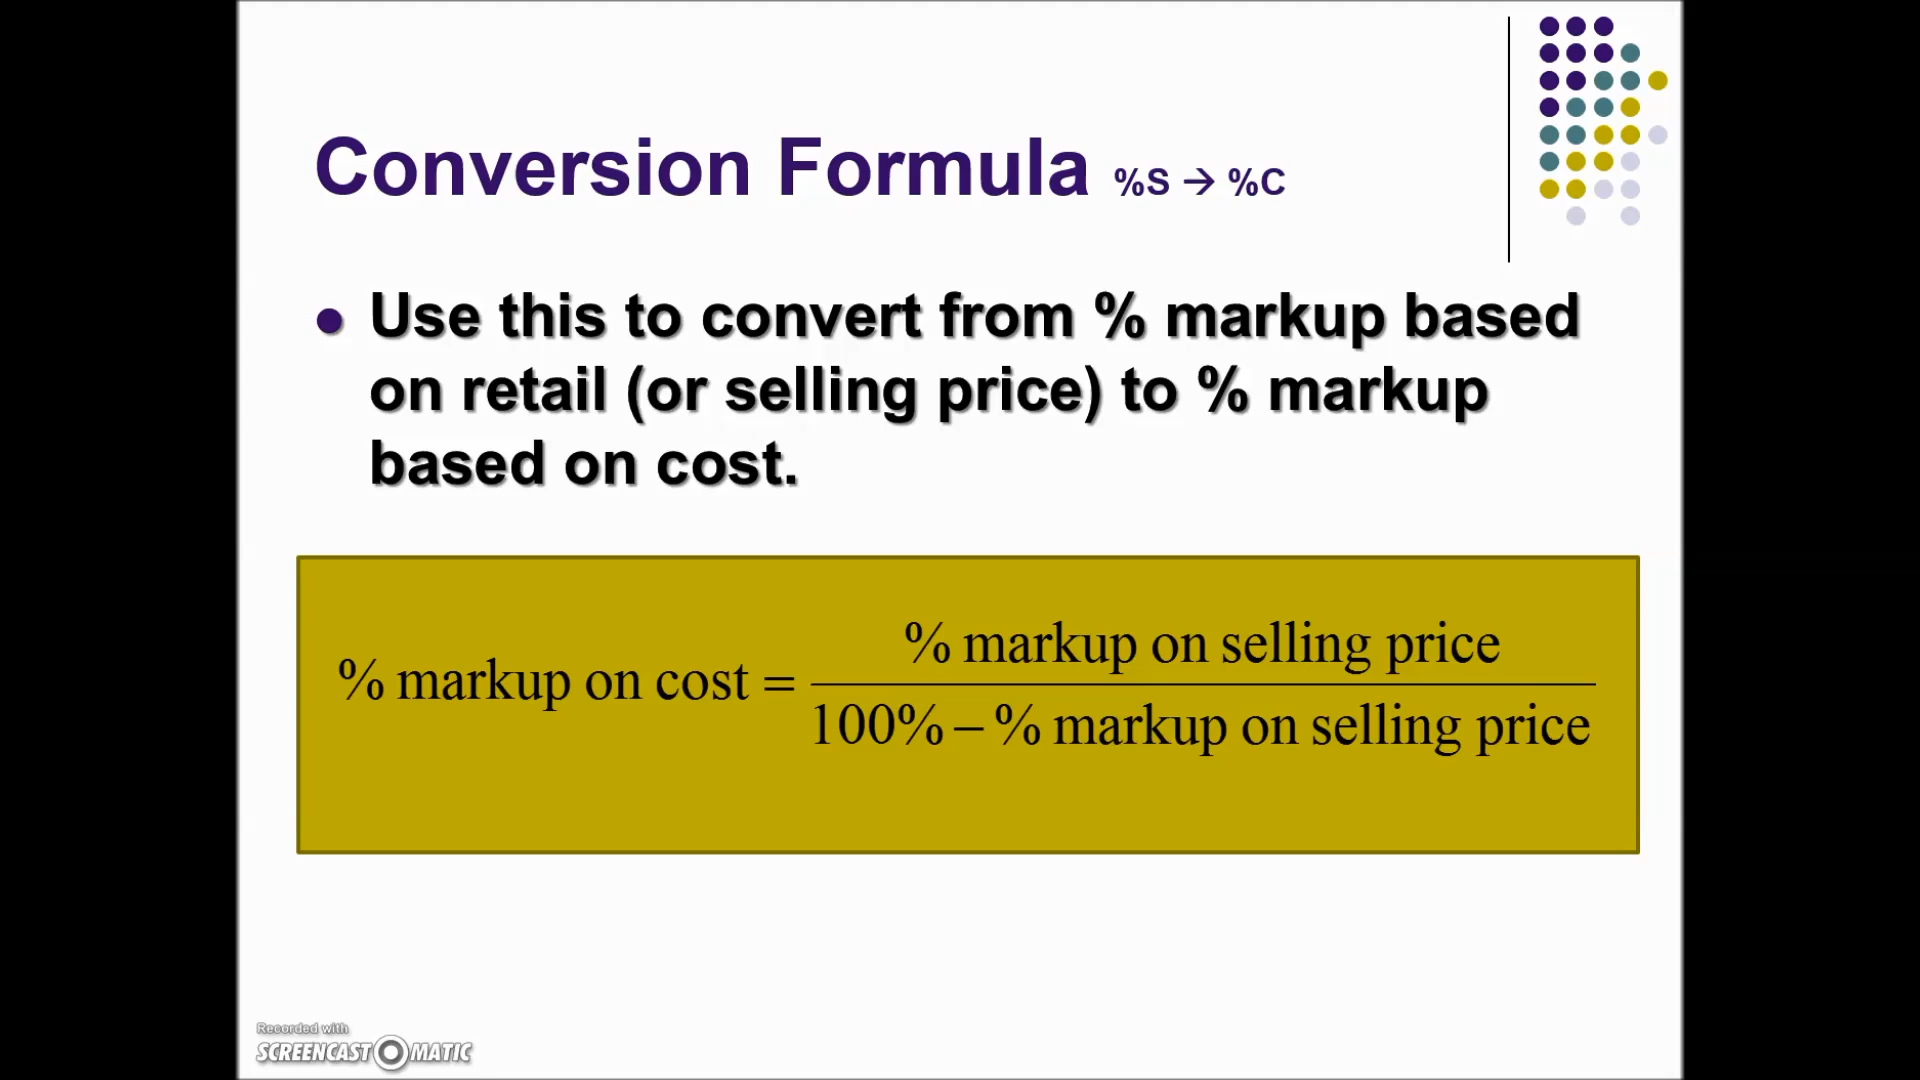 Conversion Formula %S → %C
● Use this to convert from % markup based
on retail (or selling price) to % markup
based on cost.
% markup on cost = % markup on selling price
100% – % markup on selling price
Recorded with
SCREENCAST O MATIC